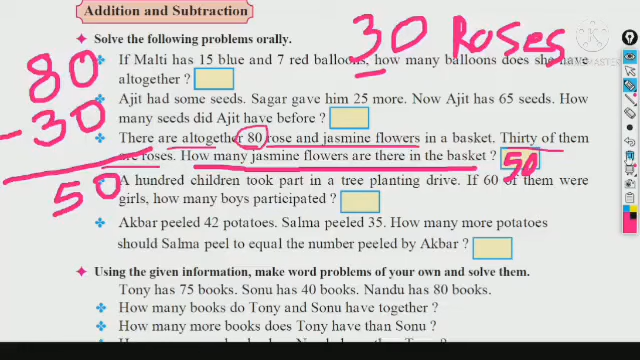 Addition and Subtraction
Solve the following problems orally.
30 Roses
If Malti has 15 blue and 7 red balloons, how many balloons does she have
altogether ?
80
Ajit had some seeds. Sagar gave him 25 more. Now Ajit has 65 seeds. How
many seeds did Ajit have before ?
- 30
There are altogether 80 rose and jasmine flowers in a basket. Thirty of them
are roses. How many jasmine flowers are there in the basket ? 50
50
A hundred children took part in a tree planting drive. If 60 of them were
girls, how many boys participated ?
Akbar peeled 42 potatoes. Salma peeled 35. How many more potatoes
should Salma peel to equal the number peeled by Akbar ?
Using the given information, make word problems of your own and solve them.
Tony has 75 books. Sonu has 40 books. Nandu has 80 books.
How many books do Tony and Sonu have together ?
How many more books does Tony have than Sonu ?